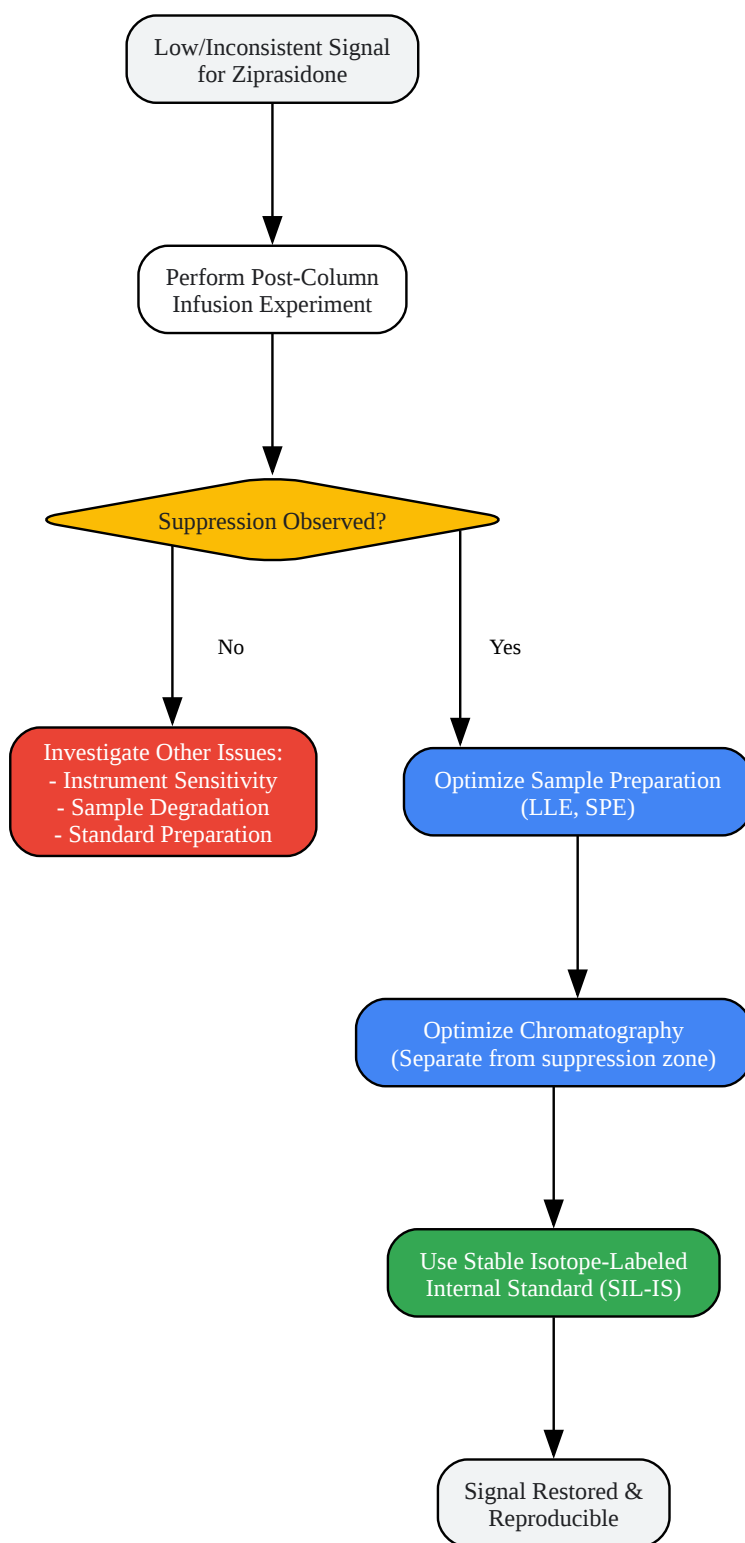 Low/Inconsistent Signal
for Ziprasidone
Perform Post-Column
Infusion Experiment
Suppression Observed?
No
Yes
Investigate Other Issues:
- Instrument Sensitivity
- Sample Degradation
- Standard Preparation
Optimize Sample Preparation
(LLE, SPE)
Optimize Chromatography
(Separate from suppression zone)
Use Stable Isotope-Labeled
Internal Standard (SIL-IS)
Signal Restored &
Reproducible